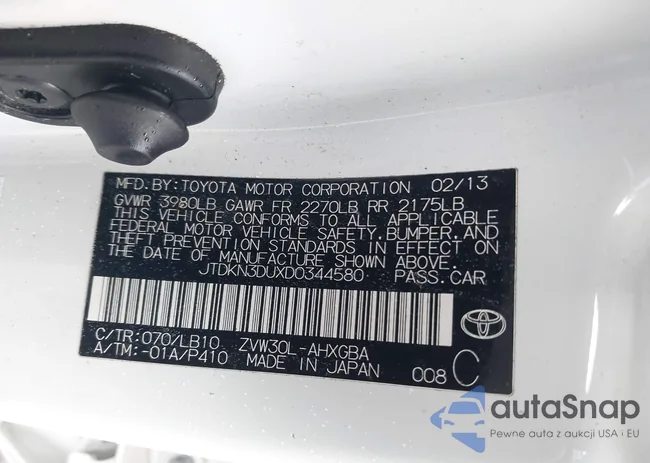 MFD. BY: TOYOTA MOTOR CORPORATION 02/13
GVWR 3980LB GAWR FR 2270LB RR 2175LB
THIS VEHICLE CONFORMS TO ALL APPLICABLE
FEDERAL MOTOR VEHICLE SAFETY, BUMPER, AND
THEFT PREVENTION STANDARDS IN EFFECT ON
THE DATE OF MANUFACTURE SHOWN ABOVE.
JTDKN3DUXD0344580 PASS. CAR
C/TR: 070/LB10 ZVW30L-AHXGBA
A/TM: -01A/P410 MADE IN JAPAN 008 C
autaSnap
Pewne auta z aukcji USA i EU